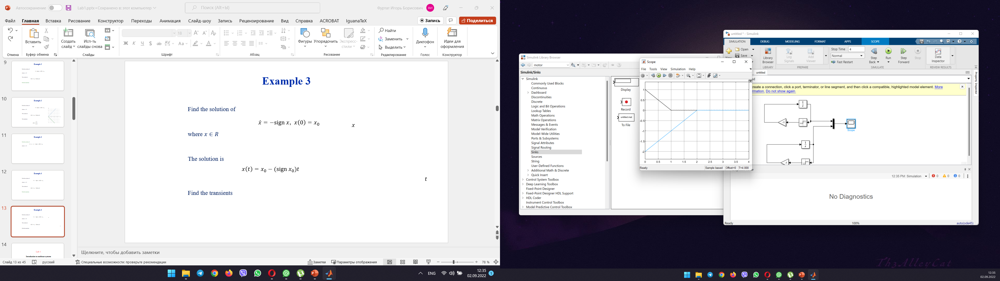 Автосохранение
Lab1.pptx • Сохранено в: этот компьютер
Поиск (Alt+Ы)
Фуртат Игорь Борисович
ФИ
Файл Главная Вставка Рисование Конструктор Переходы Анимация Слайд-шоу Запись Рецензирование Вид Справка ACROBAT IguanaTeX
Запись
Поделиться
Вставить
Создать слайд
Исп-ть слайды снова
18
Ж К Ч S ab AV Aa A
Фигуры Упорядочить Экспресс-стили
Найти
Заменить
Выделить
Диктофон
Идеи для оформления
Отмена Буфер обмена Слайды Шрифт Абзац Рисование Редактирование Голос Конструктор
9
Example 2
10
Example 2
11
Example 3
12
Example 3
13
Example 3
14
Lab 1
Introduction to nonlinear systems
Example 3
Find the solution of
ẋ = −sign x, x(0) = x₀
x
where x ∈ R
The solution is
x(t) = x₀ − (sign x₀)t
t
Find the transients
Щелкните, чтобы добавить заметки
Слайд 13 из 45 русский Специальные возможности: проверьте рекомендации Заметки Параметры отображения 78 %
ENG
12:35
02.09.2022
1
Simulink Library Browser
motor
Simulink/Sinks
Simulink
Commonly Used Blocks
Continuous
Dashboard
Discontinuities
Discrete
Logic and Bit Operations
Lookup Tables
Math Operations
Matrix Operations
Messages & Events
Model Verification
Model-Wide Utilities
Ports & Subsystems
Signal Attributes
Signal Routing
Sinks
Sources
String
User-Defined Functions
Additional Math & Discrete
Quick Insert
Control System Toolbox
Deep Learning Toolbox
Fixed-Point Designer
Fixed-Point Designer HDL Support
HDL Coder
Instrument Control Toolbox
Model Predictive Control Toolbox
Display
Record
untitled.mat
To File
Scope
File Tools View Simulation Help
1
0.5
0
-0.5
-1
-1.5
-2
0 0.5 1 1.5 2 2.5 3 3.5 4
Ready Sample based Offset=0 T=4.000
untitled * - Simulink
SIMULATION DEBUG MODELING FORMAT APPS SCOPE
Open
Save
Library Browser
Log Signals
Add Viewer
Stop Time 4
Normal
Fast Restart
Step Back
Run
Step Forward
Stop
Data Inspector
LIBRARY PREPARE SIMULATE REVIEW RESULTS
untitled
Property Inspector
create a connection, click a port, terminator, or line segment, and then click a compatible, highlighted model element. More
rmation. Do not show again
1
s
-1
Scope
1
s
-1
12:35 PM: Simulation 0 0 0
No Diagnostics
Ready 100% auto(ode45)
Th3AlleyCat
12:35
02.09.2022